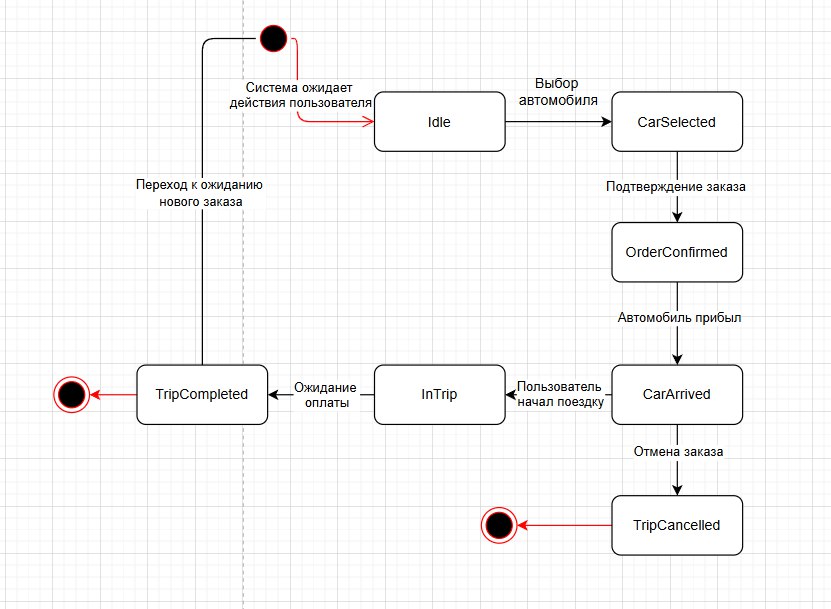 Система ожидает
действия пользователя
Idle
Выбор
автомобиля
CarSelected
Переход к ожиданию
нового заказа
Подтверждение заказа
OrderConfirmed
Автомобиль прибыл
TripCompleted
Ожидание
оплаты
InTrip
Пользователь
начал поездку
CarArrived
Отмена заказа
TripCancelled